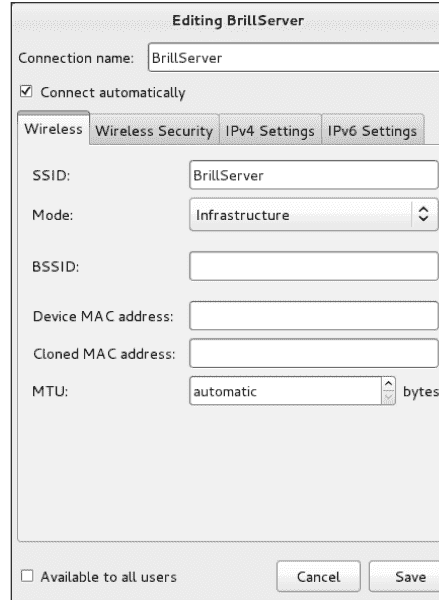 Editing BrillServer
Connection name: BrillServer
Connect automatically
Wireless Wireless Security IPv4 Settings IPv6 Settings
SSID: BrillServer
Mode: Infrastructure
BSSID:
Device MAC address:
Cloned MAC address:
MTU: automatic bytes
Available to all users Cancel Save